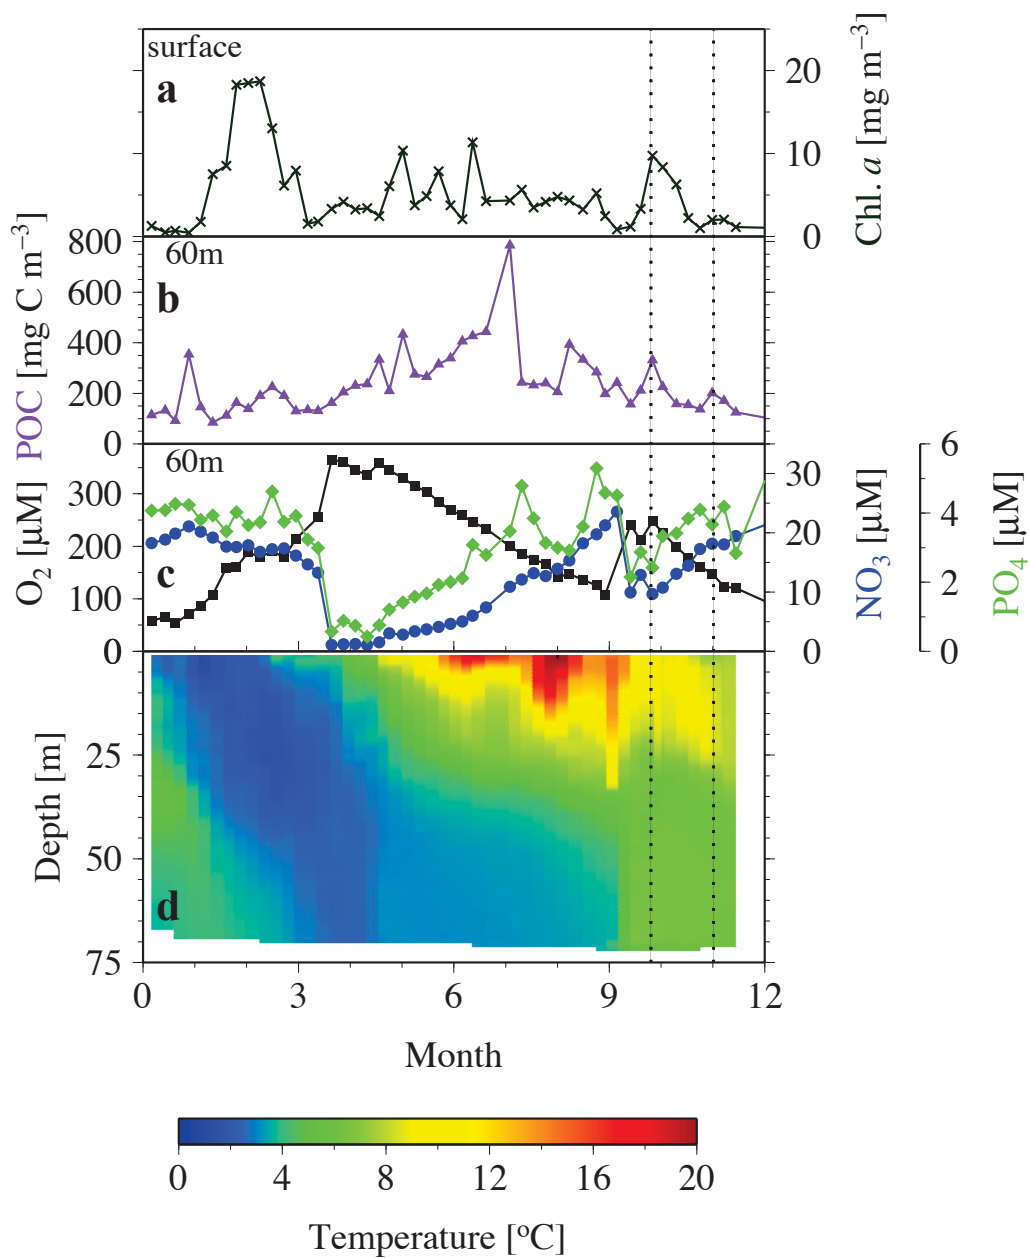 surface
a
20
10
0
Chl. a [mg m⁻³]
60m
b
800
600
400
200
0
POC [mg C m⁻³]
60m
c
300
200
100
0
O₂ [µM]
30
20
10
0
NO₃ [µM]
6
4
2
0
PO₄ [µM]
d
25
50
75
Depth [m]
0 3 6 9 12
Month
0 4 8 12 16 20
Temperature [°C]